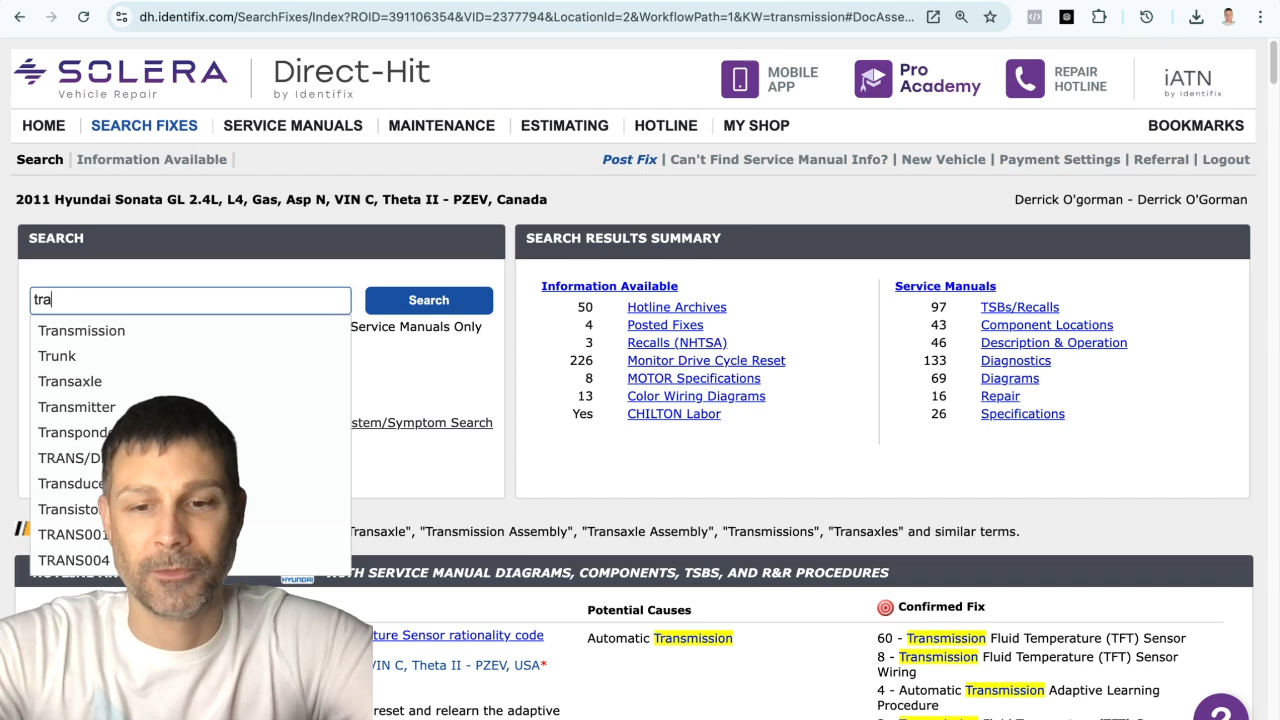 dh.identifix.com/SearchFixes/Index?ROID=391106354&VID=2377794&LocationId=2&WorkflowPath=1&KW=transmission#DocAsse...
SOLERA
Vehicle Repair
Direct-Hit
by Identifix
MOBILE APP
Pro Academy
REPAIR HOTLINE
iATN
by Identifix
HOME | SEARCH FIXES | SERVICE MANUALS | MAINTENANCE | ESTIMATING | HOTLINE | MY SHOP
BOOKMARKS
Search | Information Available |
Post Fix | Can't Find Service Manual Info? | New Vehicle | Payment Settings | Referral | Logout
2011 Hyundai Sonata GL 2.4L, L4, Gas, Asp N, VIN C, Theta II - PZEV, Canada
Derrick O'gorman - Derrick O'Gorman
SEARCH
tra
Search
Service Manuals Only
Transmission
Trunk
Transaxle
Transmitter
Transponde
TRANS/D
Transduce
Transisto
TRANS001
TRANS004
stem/Symptom Search
SEARCH RESULTS SUMMARY
Information Available
50 Hotline Archives
4 Posted Fixes
3 Recalls (NHTSA)
226 Monitor Drive Cycle Reset
8 MOTOR Specifications
13 Color Wiring Diagrams
Yes CHILTON Labor
Service Manuals
97 TSBs/Recalls
43 Component Locations
46 Description & Operation
133 Diagnostics
69 Diagrams
16 Repair
26 Specifications
Transaxle", "Transmission Assembly", "Transaxle Assembly", "Transmissions", "Transaxles" and similar terms.
HYUNDAI
WITH SERVICE MANUAL DIAGRAMS, COMPONENTS, TSBS, AND R&R PROCEDURES
ture Sensor rationality code
VIN C, Theta II - PZEV, USA*
reset and relearn the adaptive
Potential Causes
Automatic Transmission
Confirmed Fix
60 - Transmission Fluid Temperature (TFT) Sensor
8 - Transmission Fluid Temperature (TFT) Sensor
Wiring
4 - Automatic Transmission Adaptive Learning
Procedure
?